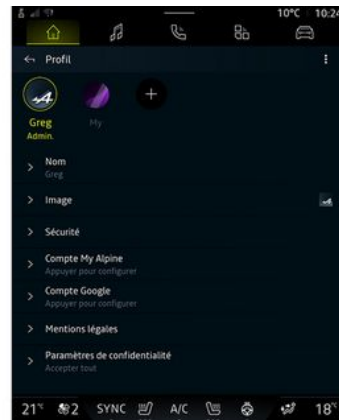 10°C 10:24
Profil
Greg
Admin.
My
Nom
Greg
Image
Sécurité
Compte My Alpine
Appuyer pour configurer
Compte Google
Appuyer pour configurer
Mentions légales
Paramètres de confidentialité
Accepter tout
21°C 2 SYNC A/C 18°C